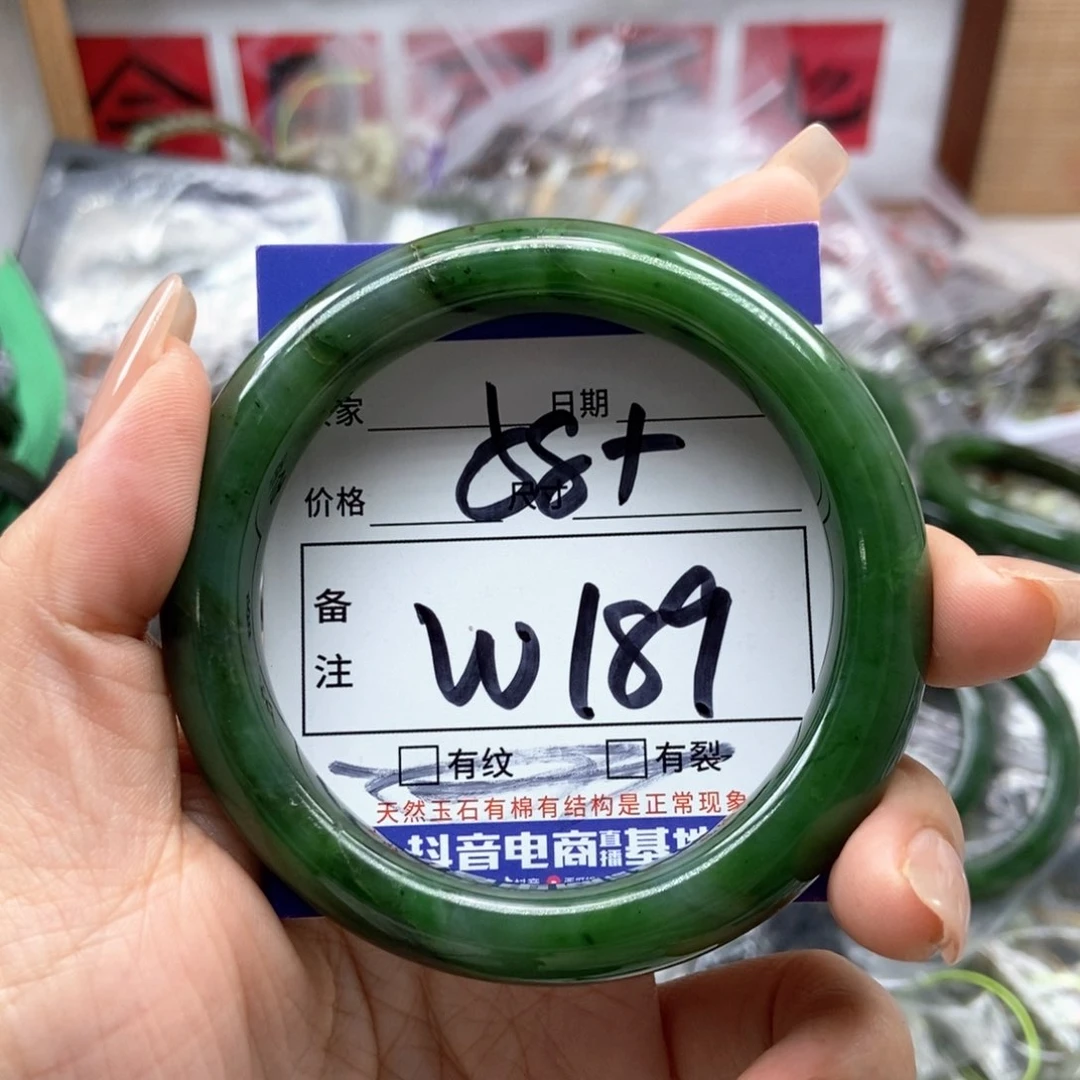 家 日期
58+
价格 尺寸
备注
W189
有纹 有裂
天然玉石有棉有结构是正常现象
抖音电商直播基地